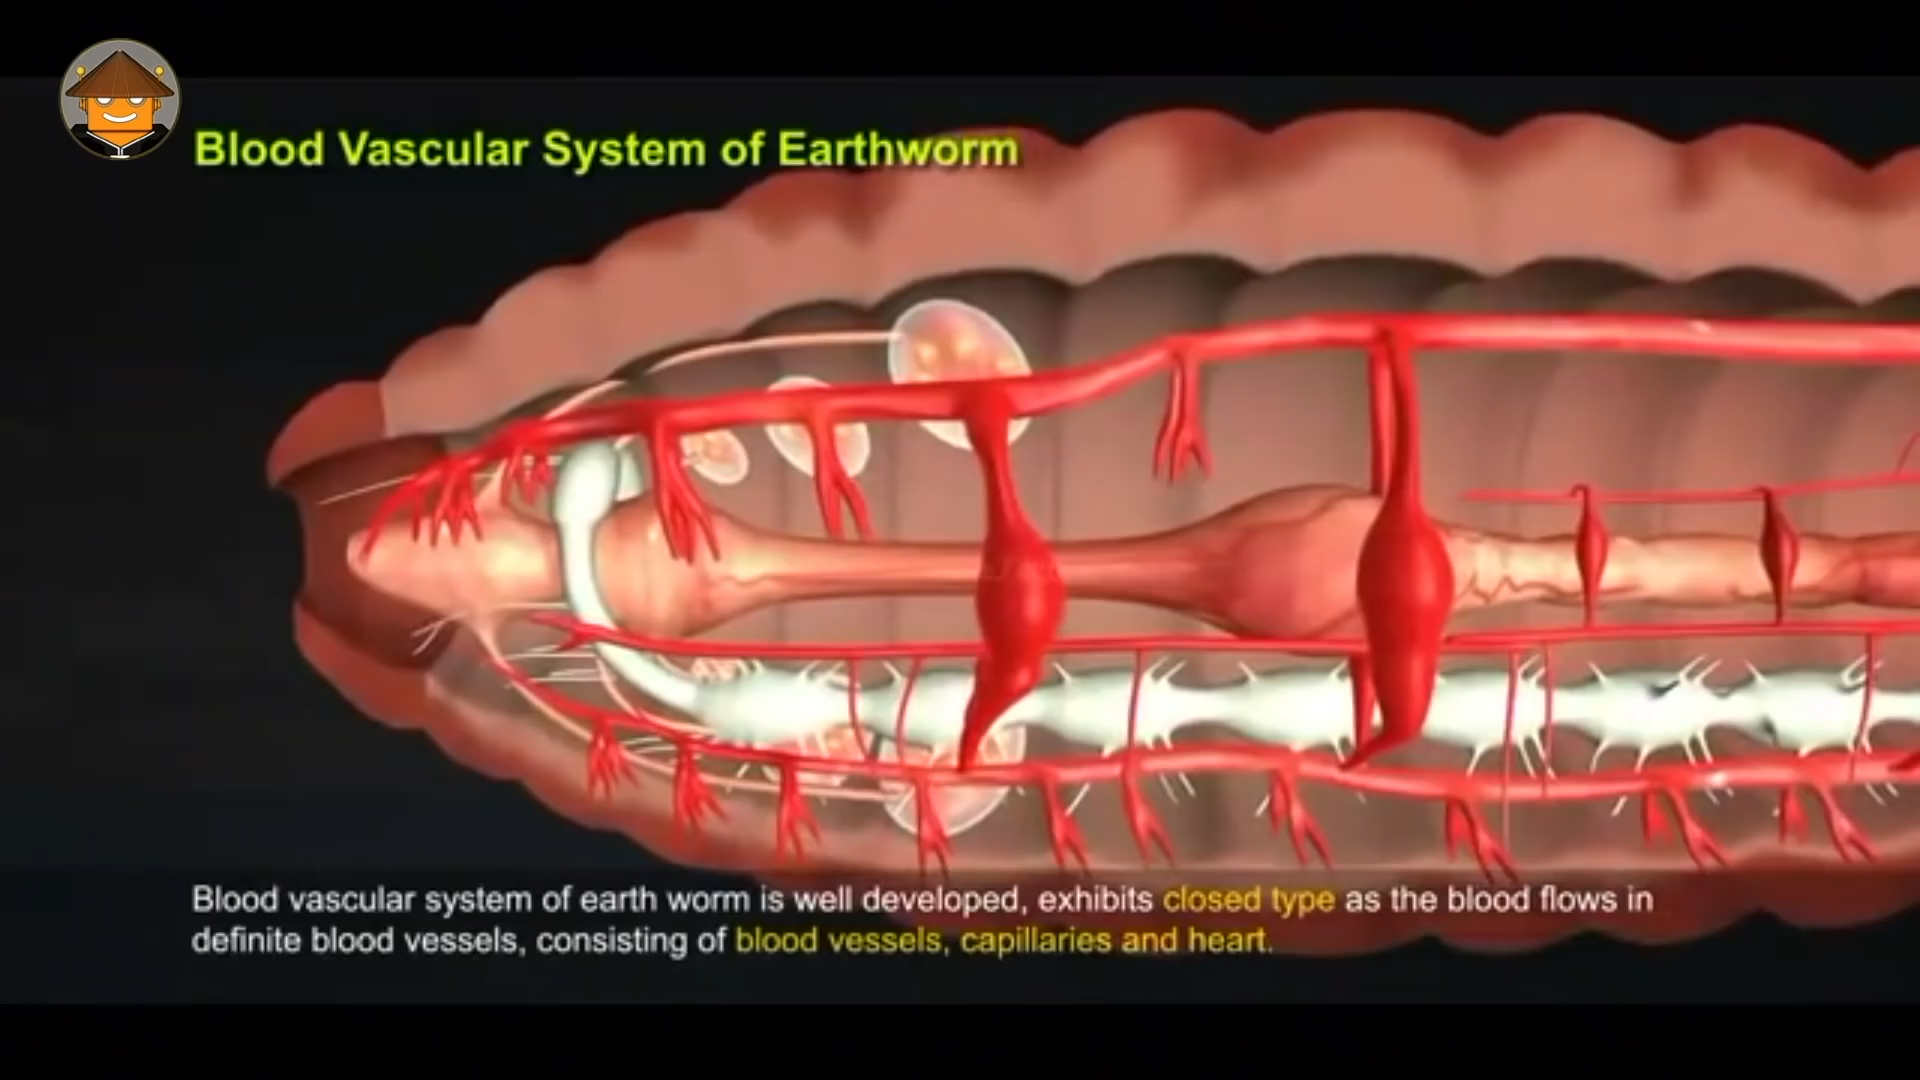 Blood Vascular System of Earthworm
Blood vascular system of earth worm is well developed, exhibits closed type as the blood flows in
definite blood vessels, consisting of blood vessels, capillaries and heart.